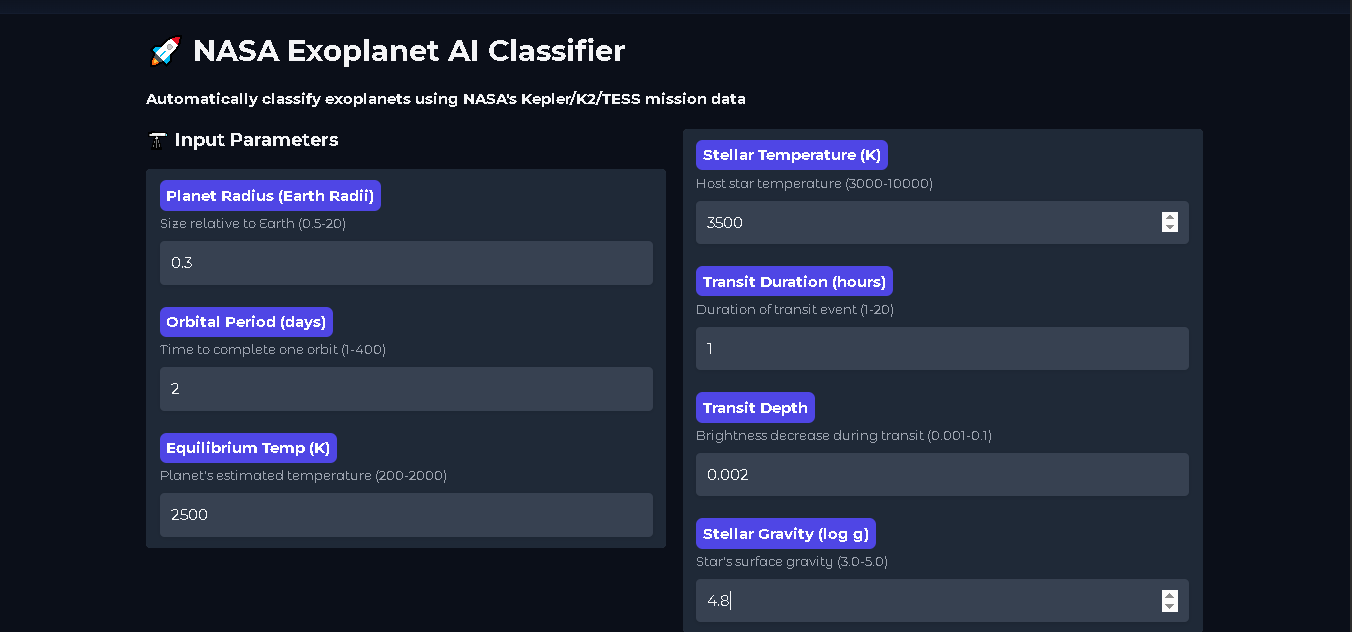 🚀 NASA Exoplanet AI Classifier
Automatically classify exoplanets using NASA's Kepler/K2/TESS mission data
Input Parameters
Planet Radius (Earth Radii)
Size relative to Earth (0.5-20)
0.3
Orbital Period (days)
Time to complete one orbit (1-400)
2
Equilibrium Temp (K)
Planet's estimated temperature (200-2000)
2500
Stellar Temperature (K)
Host star temperature (3000-10000)
3500
Transit Duration (hours)
Duration of transit event (1-20)
1
Transit Depth
Brightness decrease during transit (0.001-0.1)
0.002
Stellar Gravity (log g)
Star's surface gravity (3.0-5.0)
4.8